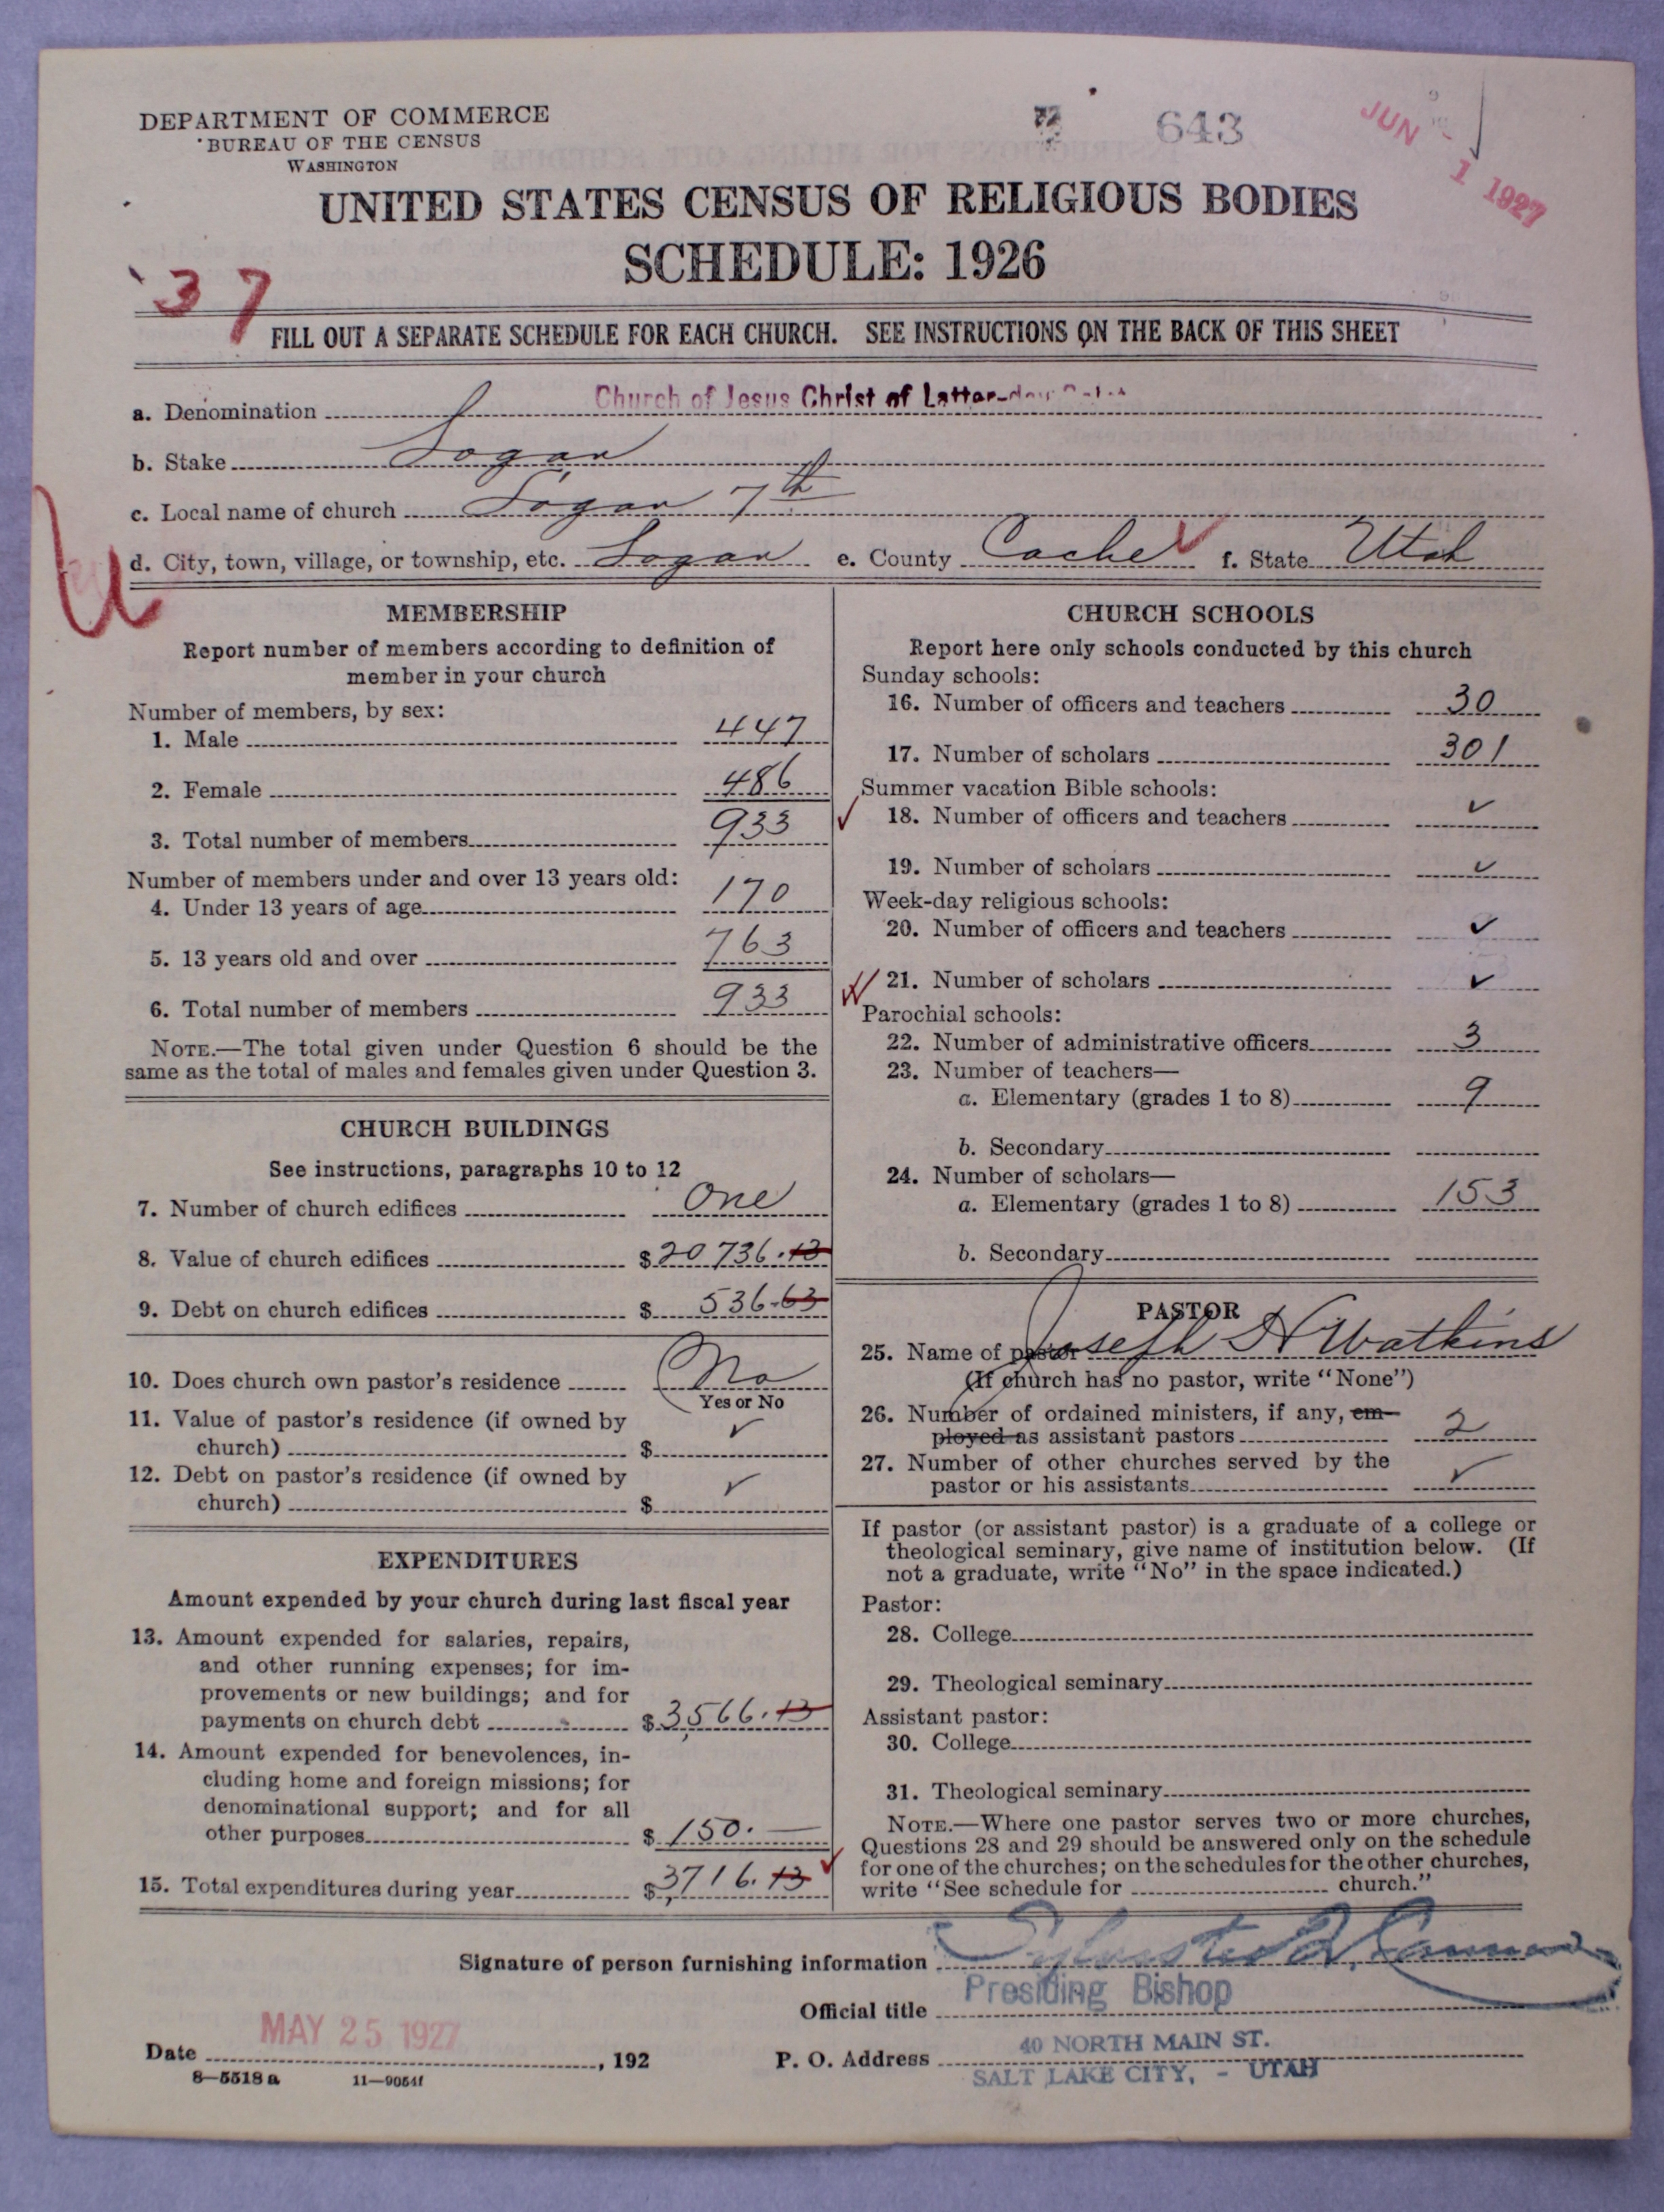 DEPARTMENT OF COMMERCE
BUREAU OF THE CENSUS
WASHINGTON
643
JUN - 1 1927
UNITED STATES CENSUS OF RELIGIOUS BODIES
SCHEDULE: 1926
37
FILL OUT A SEPARATE SCHEDULE FOR EACH CHURCH. SEE INSTRUCTIONS ON THE BACK OF THIS SHEET
a. Denomination Church of Jesus Christ of Latter-day
b. Stake Logan
c. Local name of church Logan 7th
d. City, town, village, or township, etc. Logan e. County Cache f. State Utah
MEMBERSHIP
Report number of members according to definition of
member in your church
Number of members, by sex:
1. Male 447
2. Female 486
3. Total number of members 933
Number of members under and over 13 years old:
4. Under 13 years of age 170
5. 13 years old and over 763
6. Total number of members 933
NOTE.—The total given under Question 6 should be the
same as the total of males and females given under Question 3.
CHURCH BUILDINGS
See instructions, paragraphs 10 to 12
7. Number of church edifices One
8. Value of church edifices $20736.13
9. Debt on church edifices $536.63
10. Does church own pastor's residence No
Yes or No
11. Value of pastor's residence (if owned by
church) $ ✓
12. Debt on pastor's residence (if owned by
church) $ ✓
EXPENDITURES
Amount expended by your church during last fiscal year
13. Amount expended for salaries, repairs,
and other running expenses; for im-
provements or new buildings; and for
payments on church debt $3,566.13
14. Amount expended for benevolences, in-
cluding home and foreign missions; for
denominational support; and for all
other purposes $150.—
15. Total expenditures during year $3,716.13
CHURCH SCHOOLS
Report here only schools conducted by this church
Sunday schools:
16. Number of officers and teachers 30
17. Number of scholars 301
Summer vacation Bible schools:
18. Number of officers and teachers ✓
19. Number of scholars ✓
Week-day religious schools:
20. Number of officers and teachers ✓
21. Number of scholars ✓
Parochial schools:
22. Number of administrative officers 3
23. Number of teachers—
a. Elementary (grades 1 to 8) 9
b. Secondary
24. Number of scholars—
a. Elementary (grades 1 to 8) 153
b. Secondary
PASTOR
25. Name of pastor Joseph H Watkins
(If church has no pastor, write "None")
26. Number of ordained ministers, if any, em-
ployed as assistant pastors 2
27. Number of other churches served by the
pastor or his assistants ✓
If pastor (or assistant pastor) is a graduate of a college or
theological seminary, give name of institution below. (If
not a graduate, write "No" in the space indicated.)
Pastor:
28. College
29. Theological seminary
Assistant pastor:
30. College
31. Theological seminary
NOTE.—Where one pastor serves two or more churches,
Questions 28 and 29 should be answered only on the schedule
for one of the churches; on the schedules for the other churches,
write "See schedule for church."
Signature of person furnishing information Sylvester Q. Cannon
Official title Presiding Bishop
Date MAY 25 1927, 192 P. O. Address 40 NORTH MAIN ST.
SALT LAKE CITY, - UTAH
8—5518 a 11—9054f